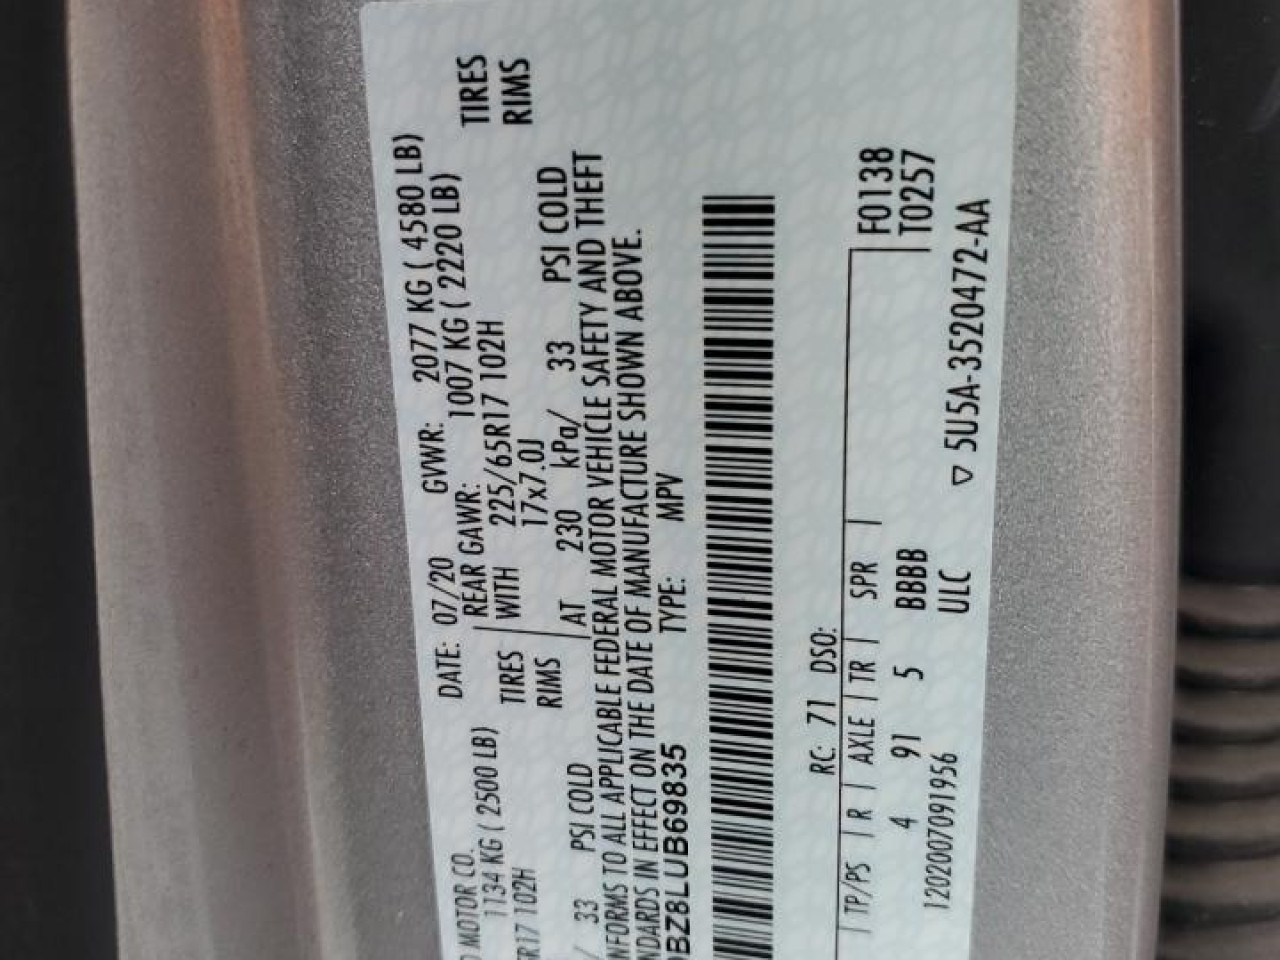 MOTOR CO. DATE: 07/20 GVWR: 2077 KG ( 4580 LB)
1134 KG ( 2500 LB) REAR GAWR: 1007 KG ( 2220 LB)
R17 102H TIRES WITH 225/65R17 102H TIRES
RIMS 17x7.0J RIMS
/ 33 PSI COLD AT 230 kPa/ 33 PSI COLD
NFORMS TO ALL APPLICABLE FEDERAL MOTOR VEHICLE SAFETY AND THEFT
NDARDS IN EFFECT ON THE DATE OF MANUFACTURE SHOWN ABOVE.
BZ8LUB69835 TYPE: MPV
RC: 71 DSO:
TP/PS R AXLE TR SPR F0138
4 91 5 BBBB T0257
1202007091956 ULC
▽ 5U5A-3520472-AA